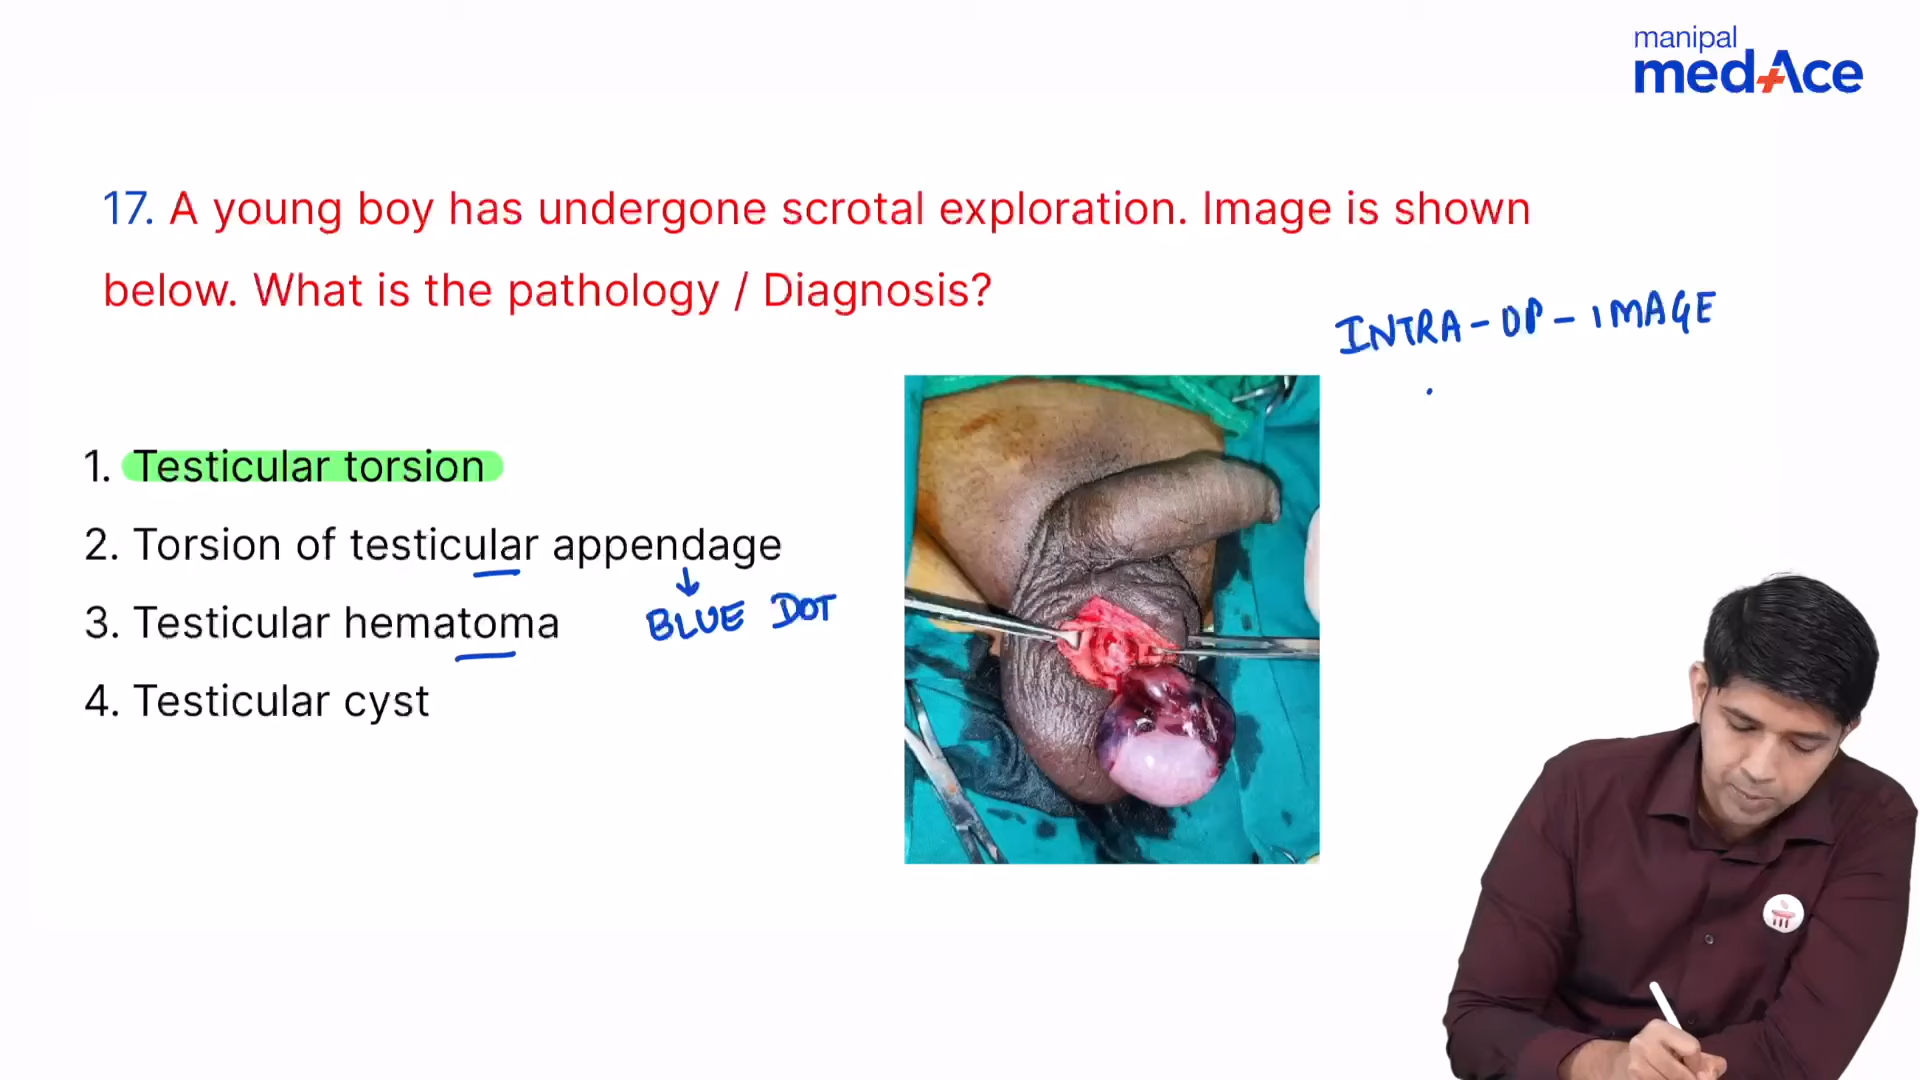 manipal
medAce
17. A young boy has undergone scrotal exploration. Image is shown
below. What is the pathology / Diagnosis?
INTRA-OP-IMAGE
1. Testicular torsion
2. Torsion of testicular appendage
BLUE DOT
3. Testicular hematoma
4. Testicular cyst